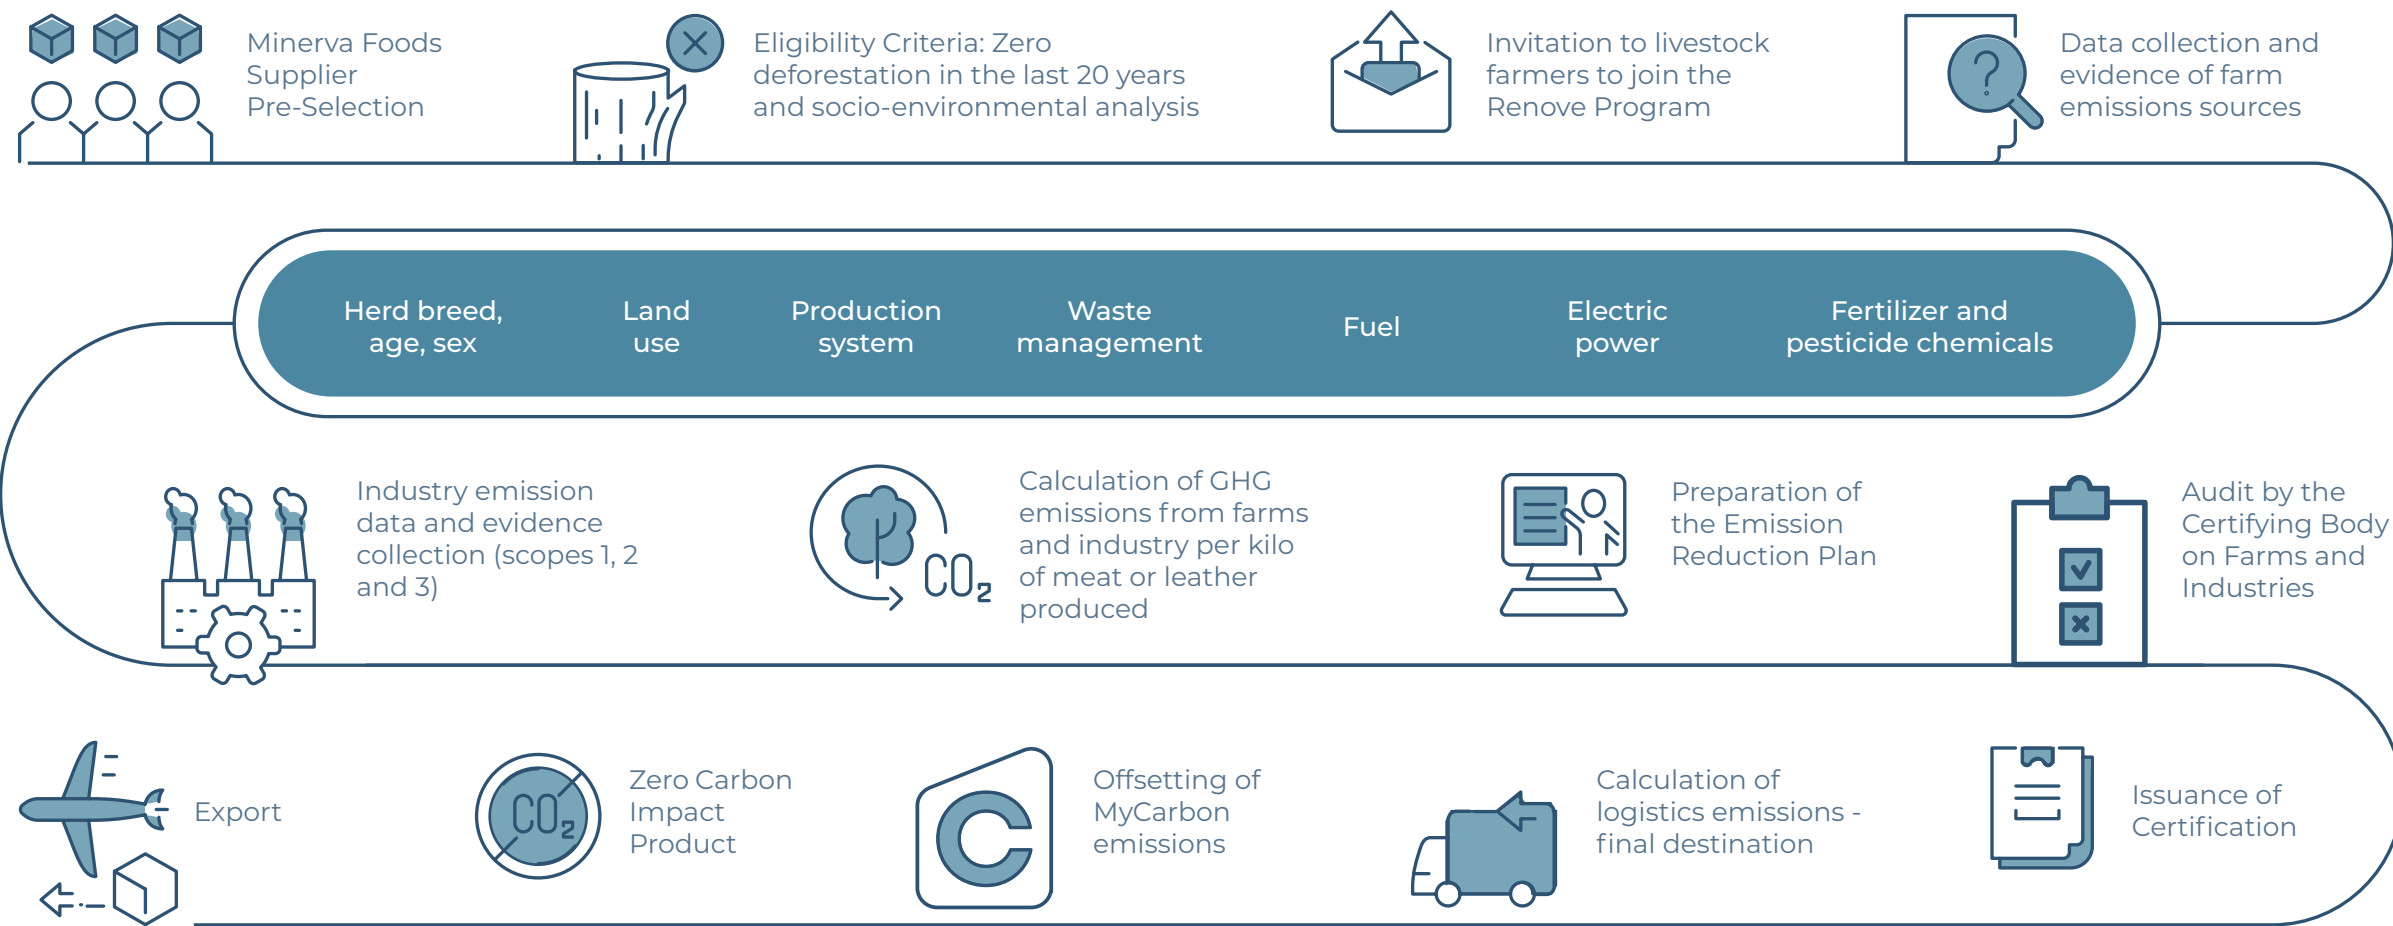 Minerva Foods
Supplier
Pre-Selection
Eligibility Criteria: Zero
deforestation in the last 20 years
and socio-environmental analysis
Invitation to livestock
farmers to join the
Renove Program
?
Data collection and
evidence of farm
emissions sources
Herd breed,
age, sex
Land
use
Production
system
Waste
management
Fuel
Electric
power
Fertilizer and
pesticide chemicals
Industry emission
data and evidence
collection (scopes 1, 2
and 3)
CO₂
Calculation of GHG
emissions from farms
and industry per kilo
of meat or leather
produced
Preparation of
the Emission
Reduction Plan
Audit by the
Certifying Body
on Farms and
Industries
Export
CO₂
Zero Carbon
Impact
Product
C
Offsetting of
MyCarbon
emissions
Calculation of
logistics emissions -
final destination
Issuance of
Certification